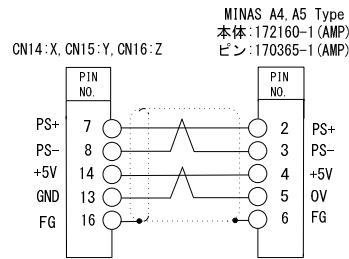 MINAS A4,A5 Type
本体:172160-1(AMP)
CN14:X,CN15:Y,CN16:Z
ピン:170365-1(AMP)
PIN NO.
PIN NO.
PS+ 7 2 PS+
PS- 8 3 PS-
+5V 14 4 +5V
GND 13 5 0V
FG 16 6 FG